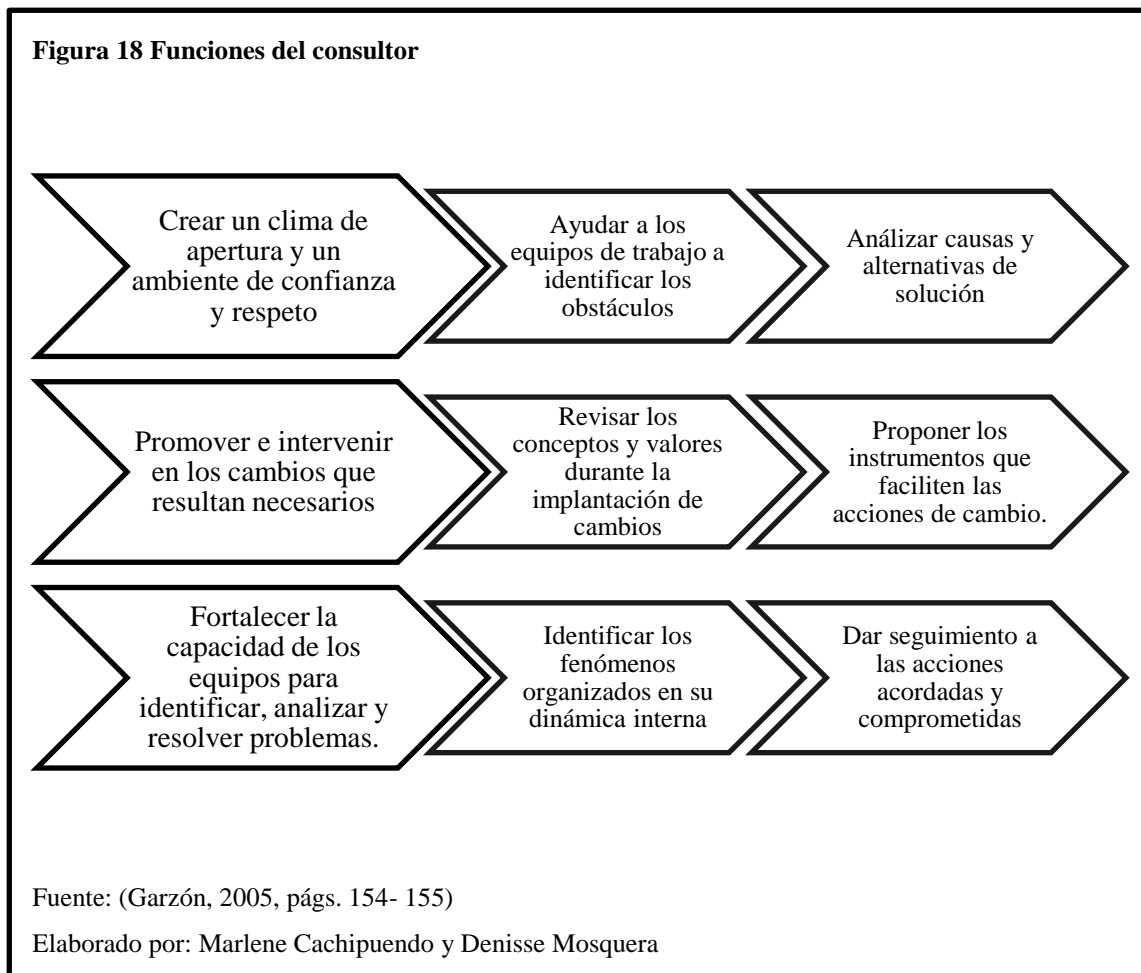 Figura 18 Funciones del consultor
Crear un clima de
apertura y un
ambiente de confianza
y respeto
Ayudar a los
equipos de trabajo a
identificar los
obstáculos
Análizar causas y
alternativas de
solución
Promover e intervenir
en los cambios que
resultan necesarios
Revisar los
conceptos y valores
durante la
implantación de
cambios
Proponer los
instrumentos que
faciliten las
acciones de cambio.
Fortalecer la
capacidad de los
equipos para
identificar, analizar y
resolver problemas.
Identificar los
fenómenos
organizados en su
dinámica interna
Dar seguimiento a
las acciones
acordadas y
comprometidas
Fuente: (Garzón, 2005, págs. 154- 155)
Elaborado por: Marlene Cachipuendo y Denisse Mosquera